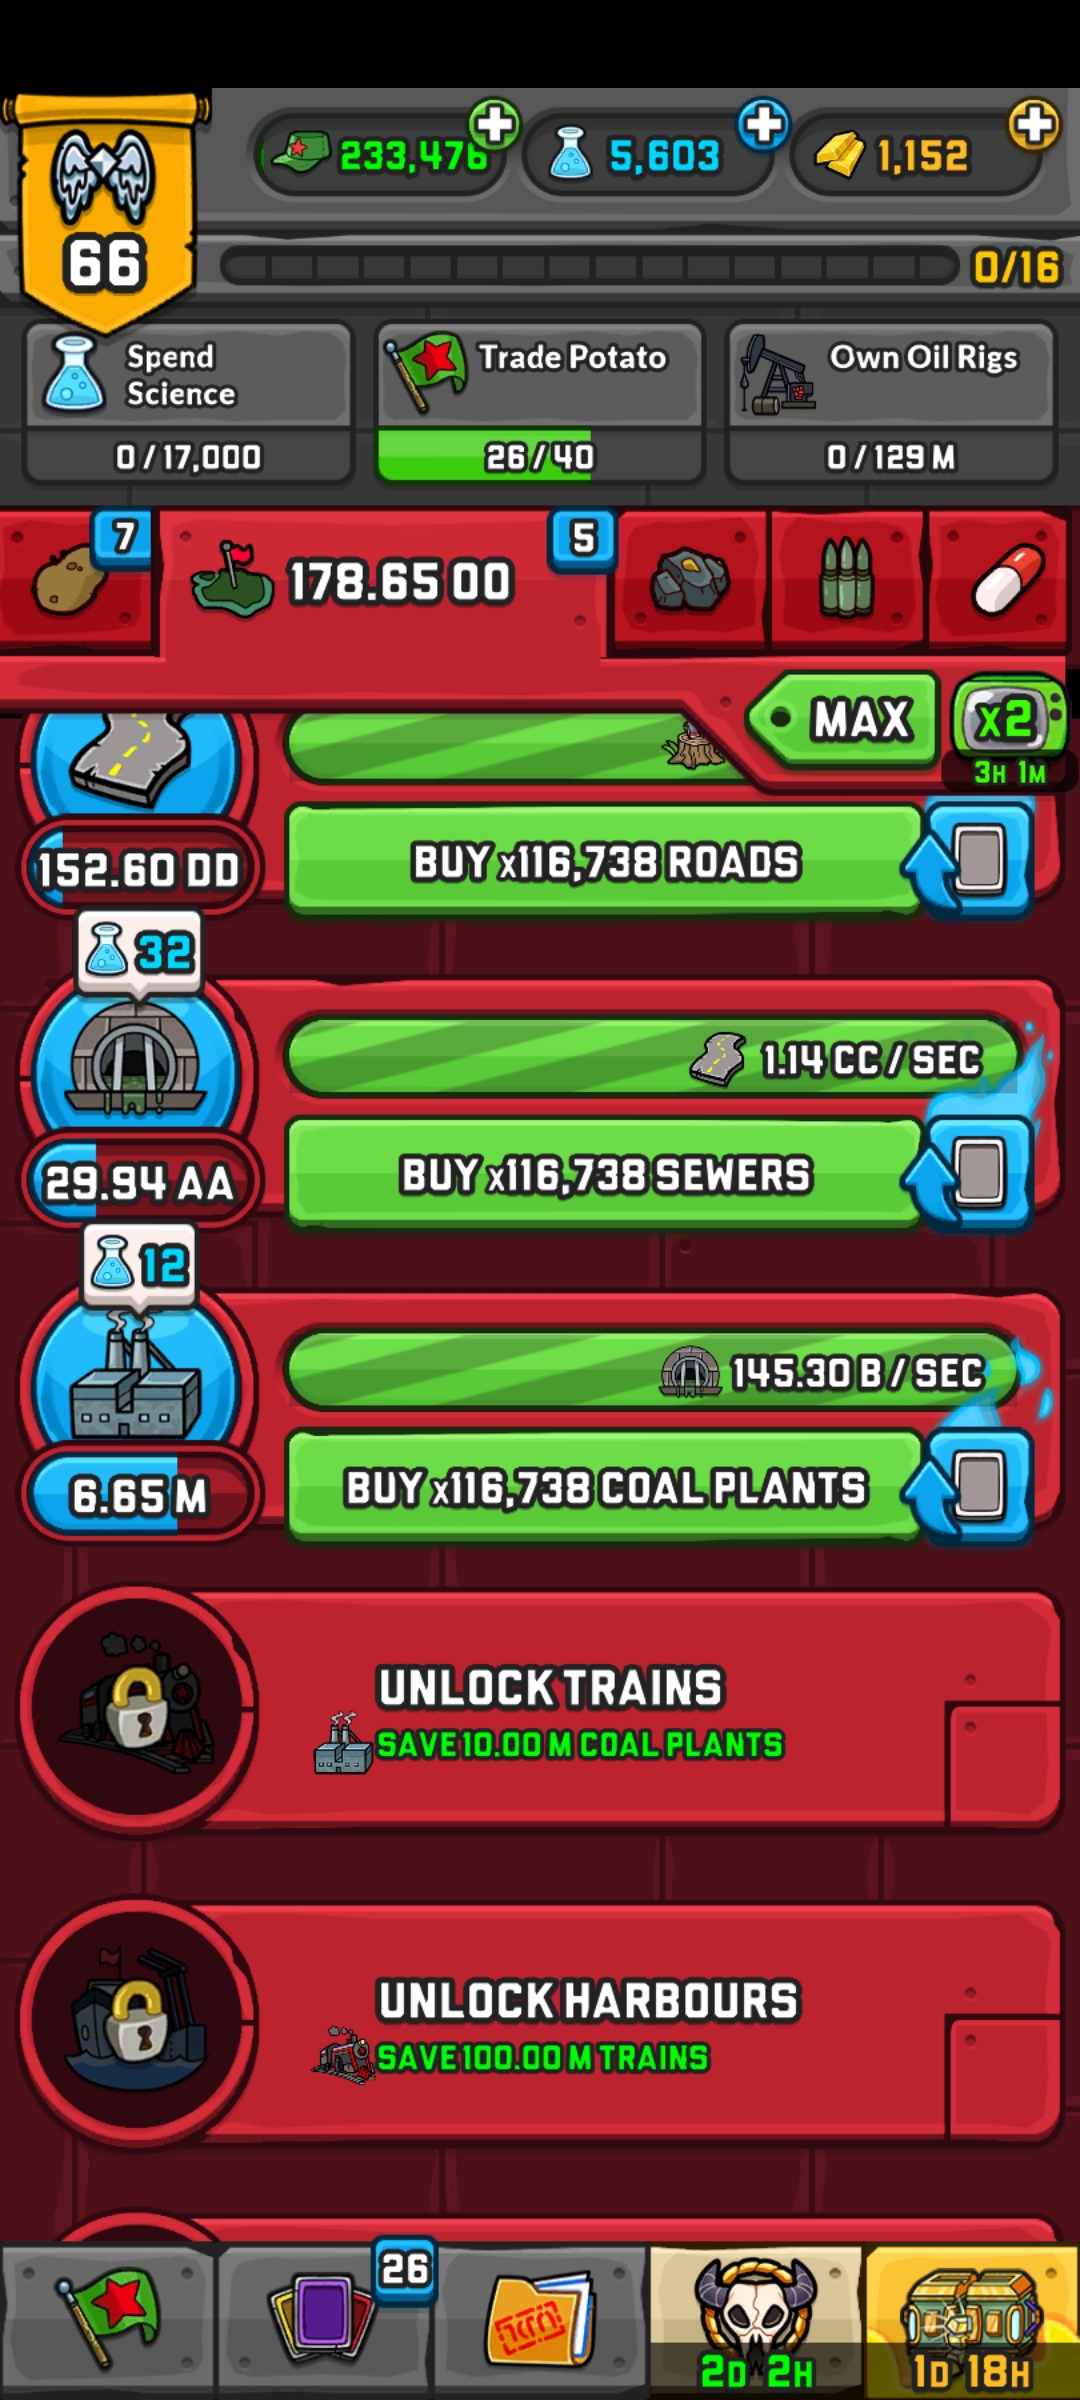 233,476
5,603
1,152
66
0/16
Spend
Science
0 / 17,000
Trade Potato
26 / 40
Own Oil Rigs
0 / 129 M
7
178.65 OO
5
MAX
x2
3H 1M
152.60 DD
BUY x116,738 ROADS
32
1.14 CC / SEC
29.94 AA
BUY x116,738 SEWERS
12
145.30 B / SEC
6.65 M
BUY x116,738 COAL PLANTS
UNLOCK TRAINS
SAVE 10.00 M COAL PLANTS
UNLOCK HARBOURS
SAVE 100.00 M TRAINS
26
2D 2H
1D 18H